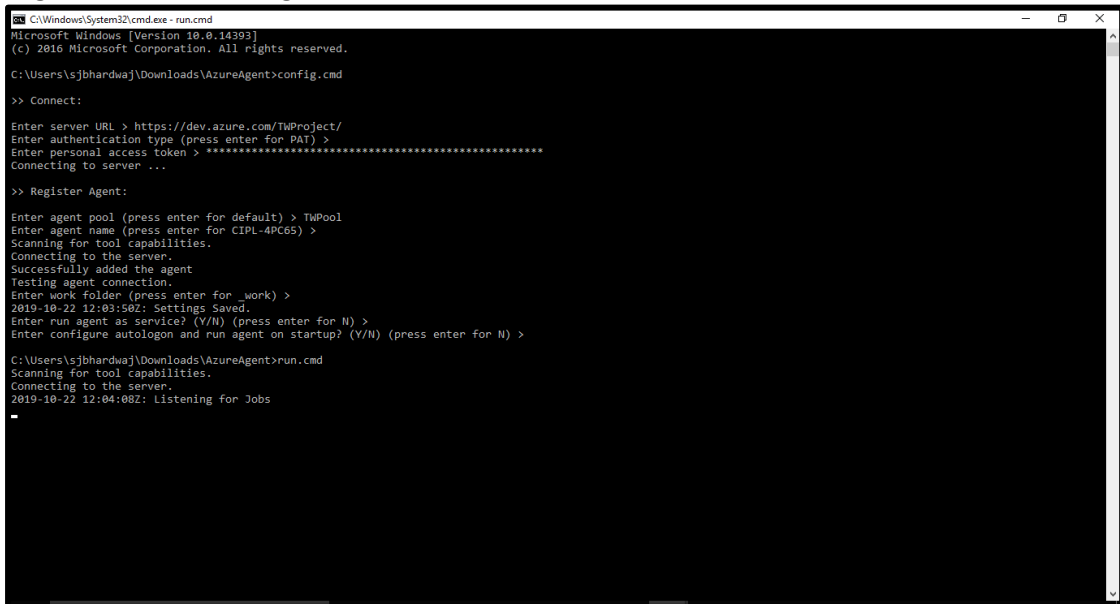 C:\Windows\System32\cmd.exe - run.cmd
Microsoft Windows [Version 10.0.14393]
(c) 2016 Microsoft Corporation. All rights reserved.
C:\Users\sjbhardwaj\Downloads\AzureAgent>config.cmd
>> Connect:
Enter server URL > https://dev.azure.com/TWProject/
Enter authentication type (press enter for PAT) >
Enter personal access token > ****************************************************
Connecting to server ...
>> Register Agent:
Enter agent pool (press enter for default) > TWPool
Enter agent name (press enter for CIPL-4PC65) >
Scanning for tool capabilities.
Connecting to the server.
Successfully added the agent
Testing agent connection.
Enter work folder (press enter for _work) >
2019-10-22 12:03:50Z: Settings Saved.
Enter run agent as service? (Y/N) (press enter for N) >
Enter configure autologon and run agent on startup? (Y/N) (press enter for N) >
C:\Users\sjbhardwaj\Downloads\AzureAgent>run.cmd
Scanning for tool capabilities.
Connecting to the server.
2019-10-22 12:04:08Z: Listening for Jobs